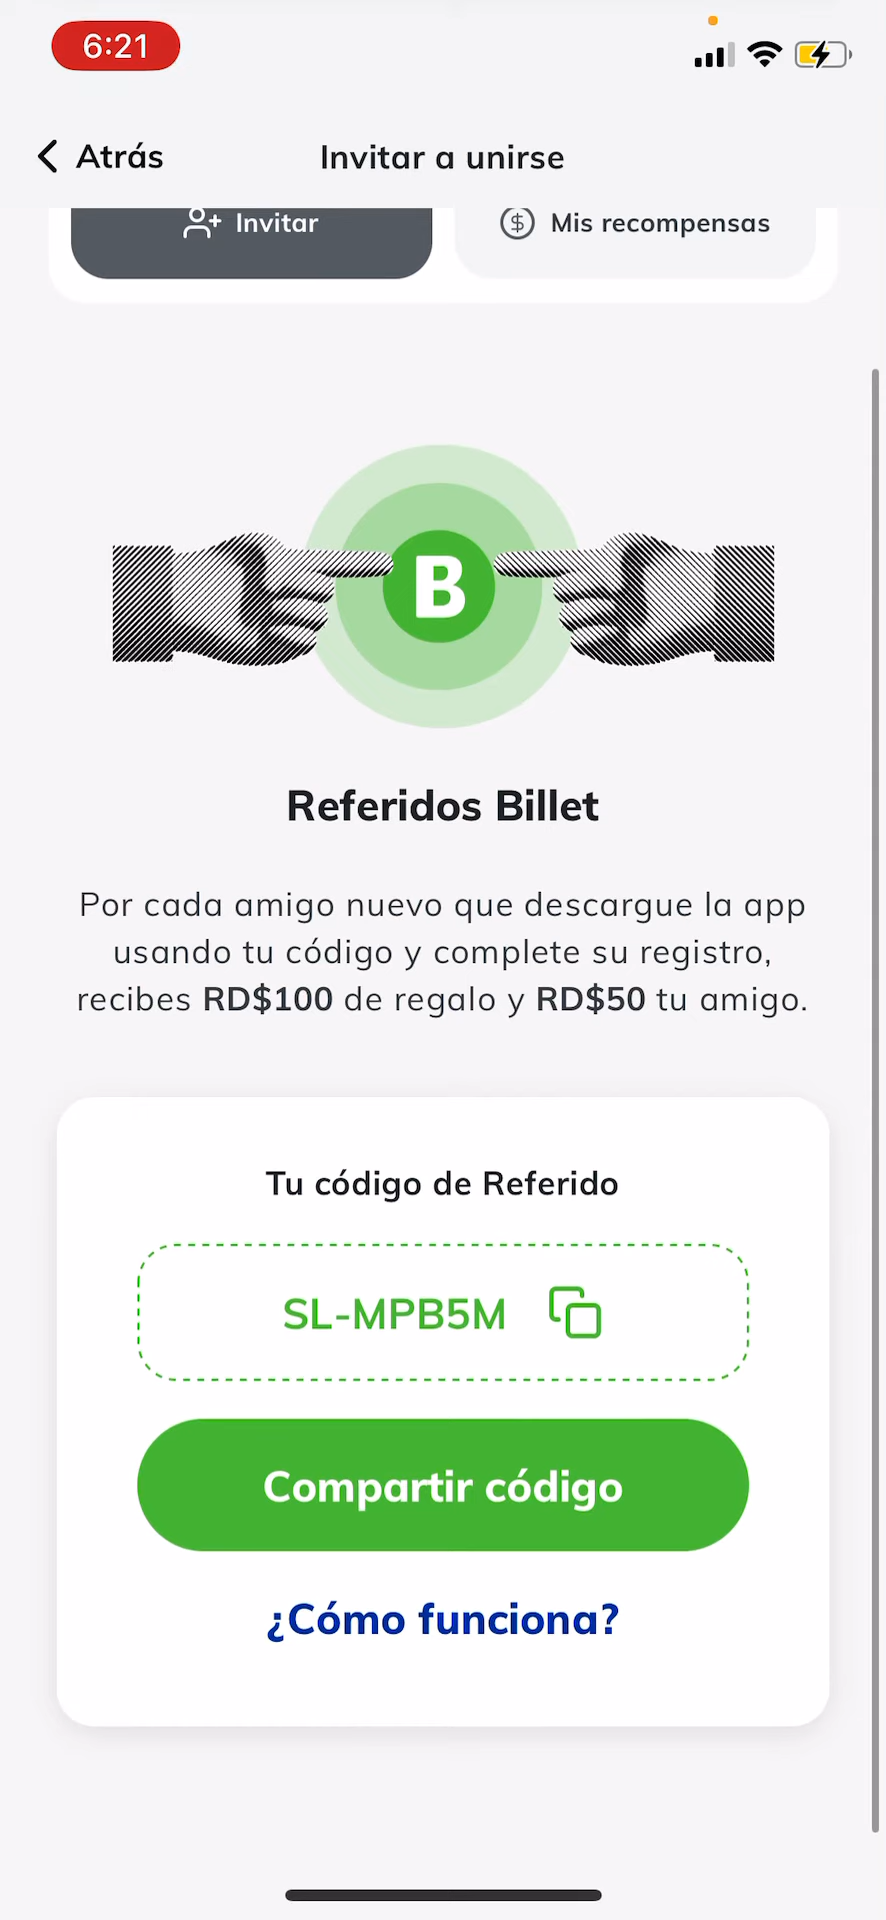 6:21
Atrás
Invitar a unirse
Invitar
Mis recompensas
B
Referidos Billet
Por cada amigo nuevo que descargue la app
usando tu código y complete su registro,
recibes RD$100 de regalo y RD$50 tu amigo.
Tu código de Referido
SL-MPB5M
Compartir código
¿Cómo funciona?